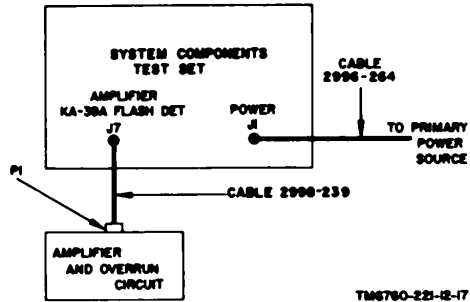 SYSTEM COMPONENTS
TEST SET
AMPLIFIER
KA-38A FLASH DET
J7
POWER
J1
CABLE
2996-264
TO PRIMARY
POWER
SOURCE
P1
CABLE 2998-239
AMPLIFIER
AND OVERRUN
CIRCUIT
TM6760-221-12-17